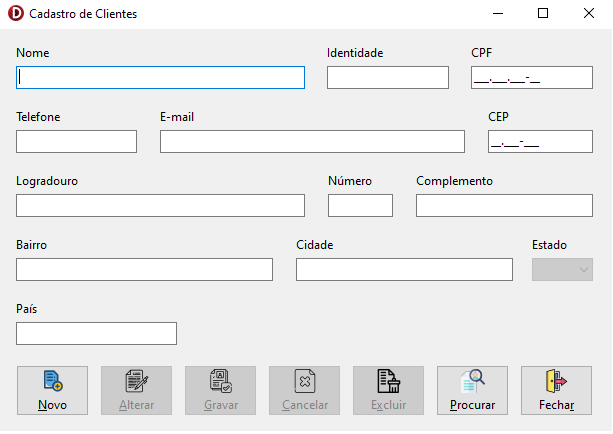 Cadastro de Clientes
Nome Identidade CPF
___.___.___-__
Telefone E-mail CEP
__.___-___
Logradouro Número Complemento
Bairro Cidade Estado
País
Novo Alterar Gravar Cancelar Excluir Procurar Fechar